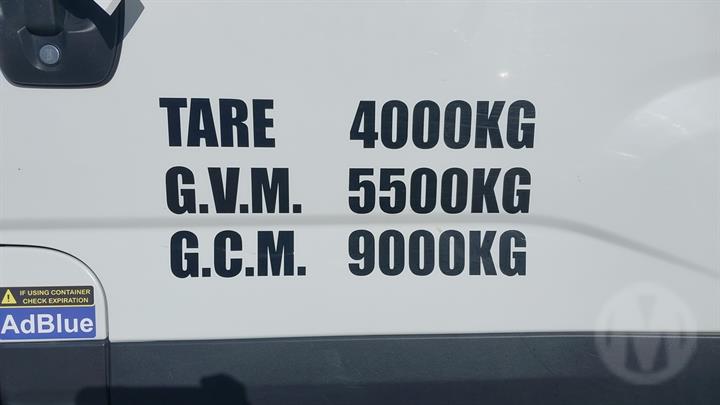 TARE 4000KG
G.V.M. 5500KG
G.C.M. 9000KG
IF USING CONTAINER
CHECK EXPIRATION
AdBlue
M